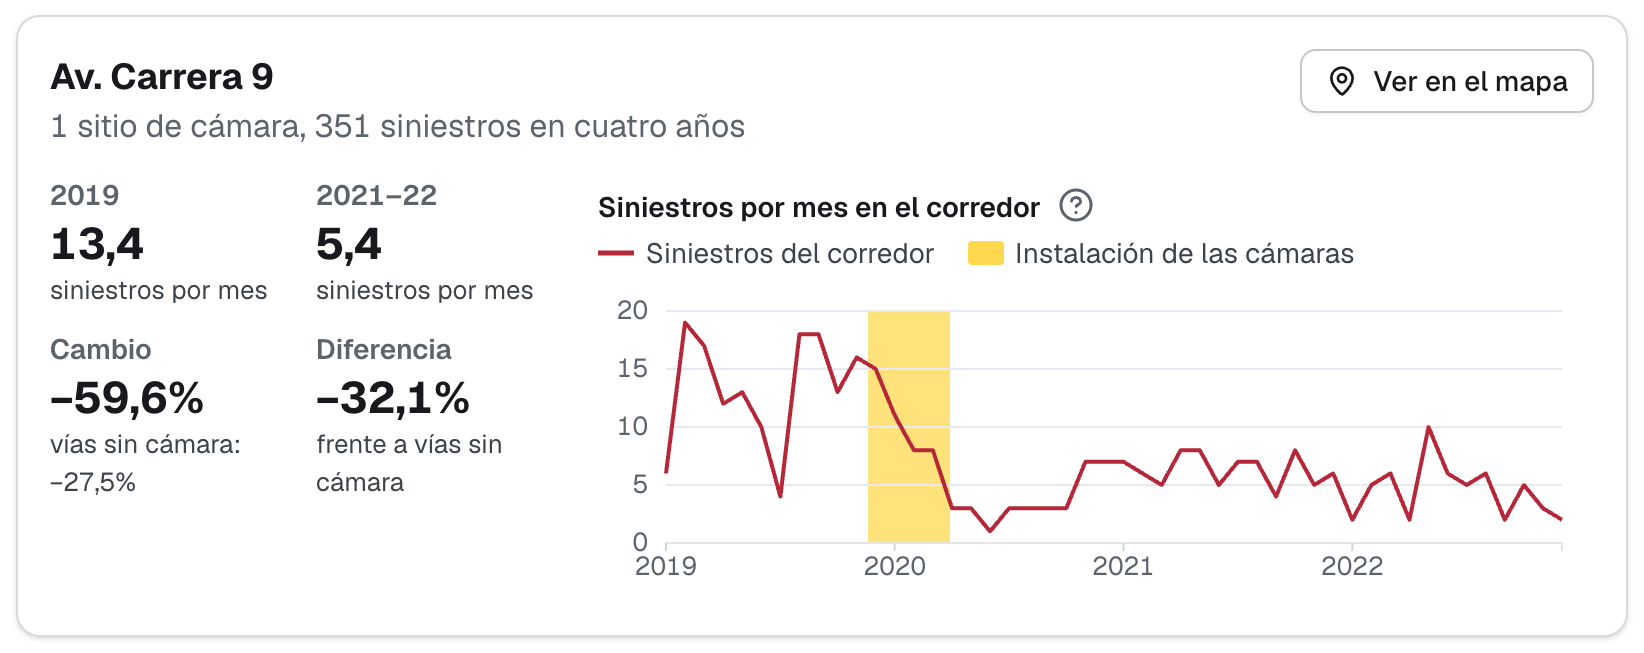 Av. Carrera 9
Ver en el mapa
1 sitio de cámara, 351 siniestros en cuatro años
2019
13,4
siniestros por mes
2021–22
5,4
siniestros por mes
Cambio
–59,6%
vías sin cámara:
–27,5%
Diferencia
–32,1%
frente a vías sin
cámara
Siniestros por mes en el corredor
?
Siniestros del corredor
Instalación de las cámaras
20
15
10
5
0
2019
2020
2021
2022